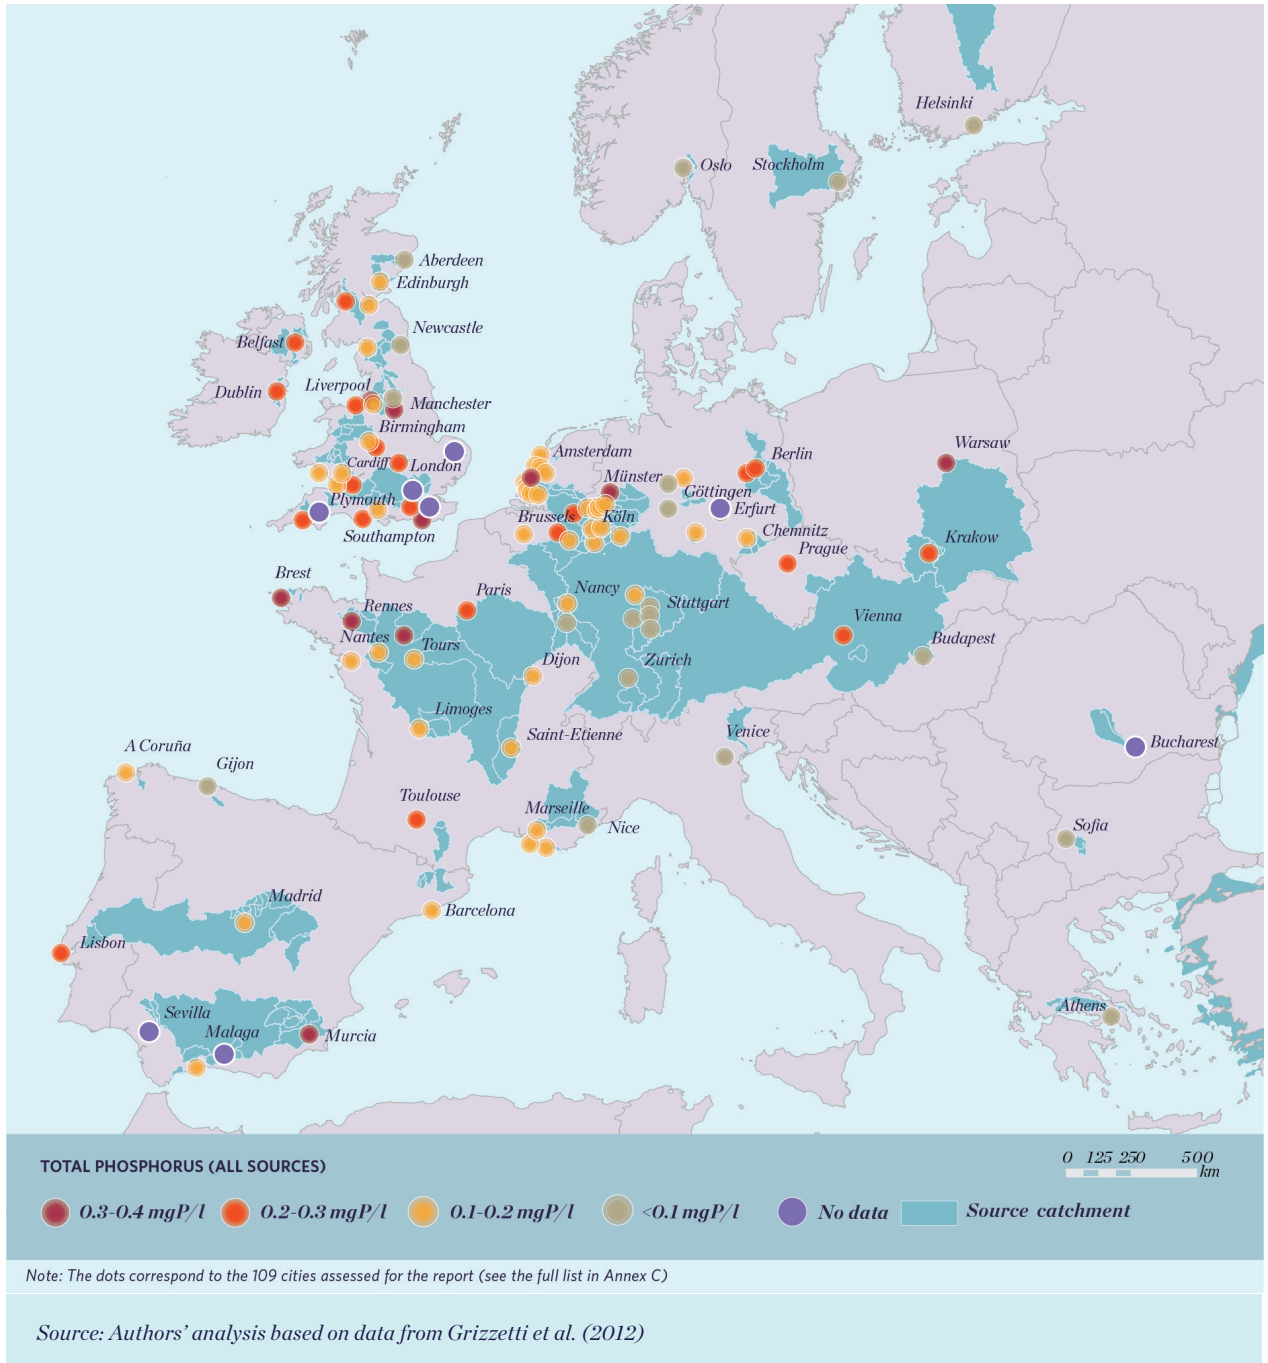 Helsinki
Oslo
Stockholm
Aberdeen
Edinburgh
Newcastle
Belfast
Dublin
Liverpool
Manchester
Birmingham
Cardiff
London
Plymouth
Southampton
Amsterdam
Münster
Berlin
Warsaw
Göttingen
Erfurt
Brussels
Köln
Chemnitz
Prague
Krakow
Brest
Rennes
Paris
Nancy
Stuttgart
Vienna
Nantes
Tours
Dijon
Zurich
Budapest
Limoges
Saint-Etienne
Venice
Bucharest
A Coruña
Gijon
Toulouse
Marseille
Nice
Sofia
Madrid
Barcelona
Lisbon
Sevilla
Malaga
Murcia
Athens
TOTAL PHOSPHORUS (ALL SOURCES)
0 125 250 500
km
0.3-0.4 mgP/l 0.2-0.3 mgP/l 0.1-0.2 mgP/l <0.1 mgP/l No data Source catchment
Note: The dots correspond to the 109 cities assessed for the report (see the full list in Annex C)
Source: Authors' analysis based on data from Grizzetti et al. (2012)